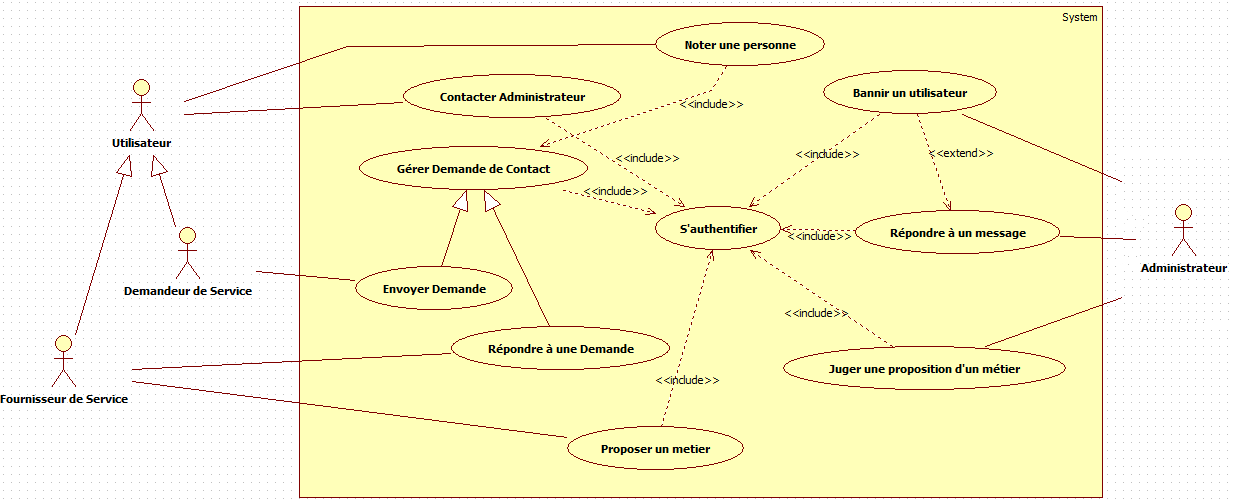 System
Noter une personne
Contacter Administrateur
Bannir un utilisateur
<<include>>
Utilisateur
<<include>>
<<include>>
<<extend>>
Gérer Demande de Contact
<<include>>
S'authentifier
<<include>>
Répondre à un message
Administrateur
Demandeur de Service
Envoyer Demande
<<include>>
Répondre à une Demande
Juger une proposition d'un métier
<<include>>
Fournisseur de Service
Proposer un metier